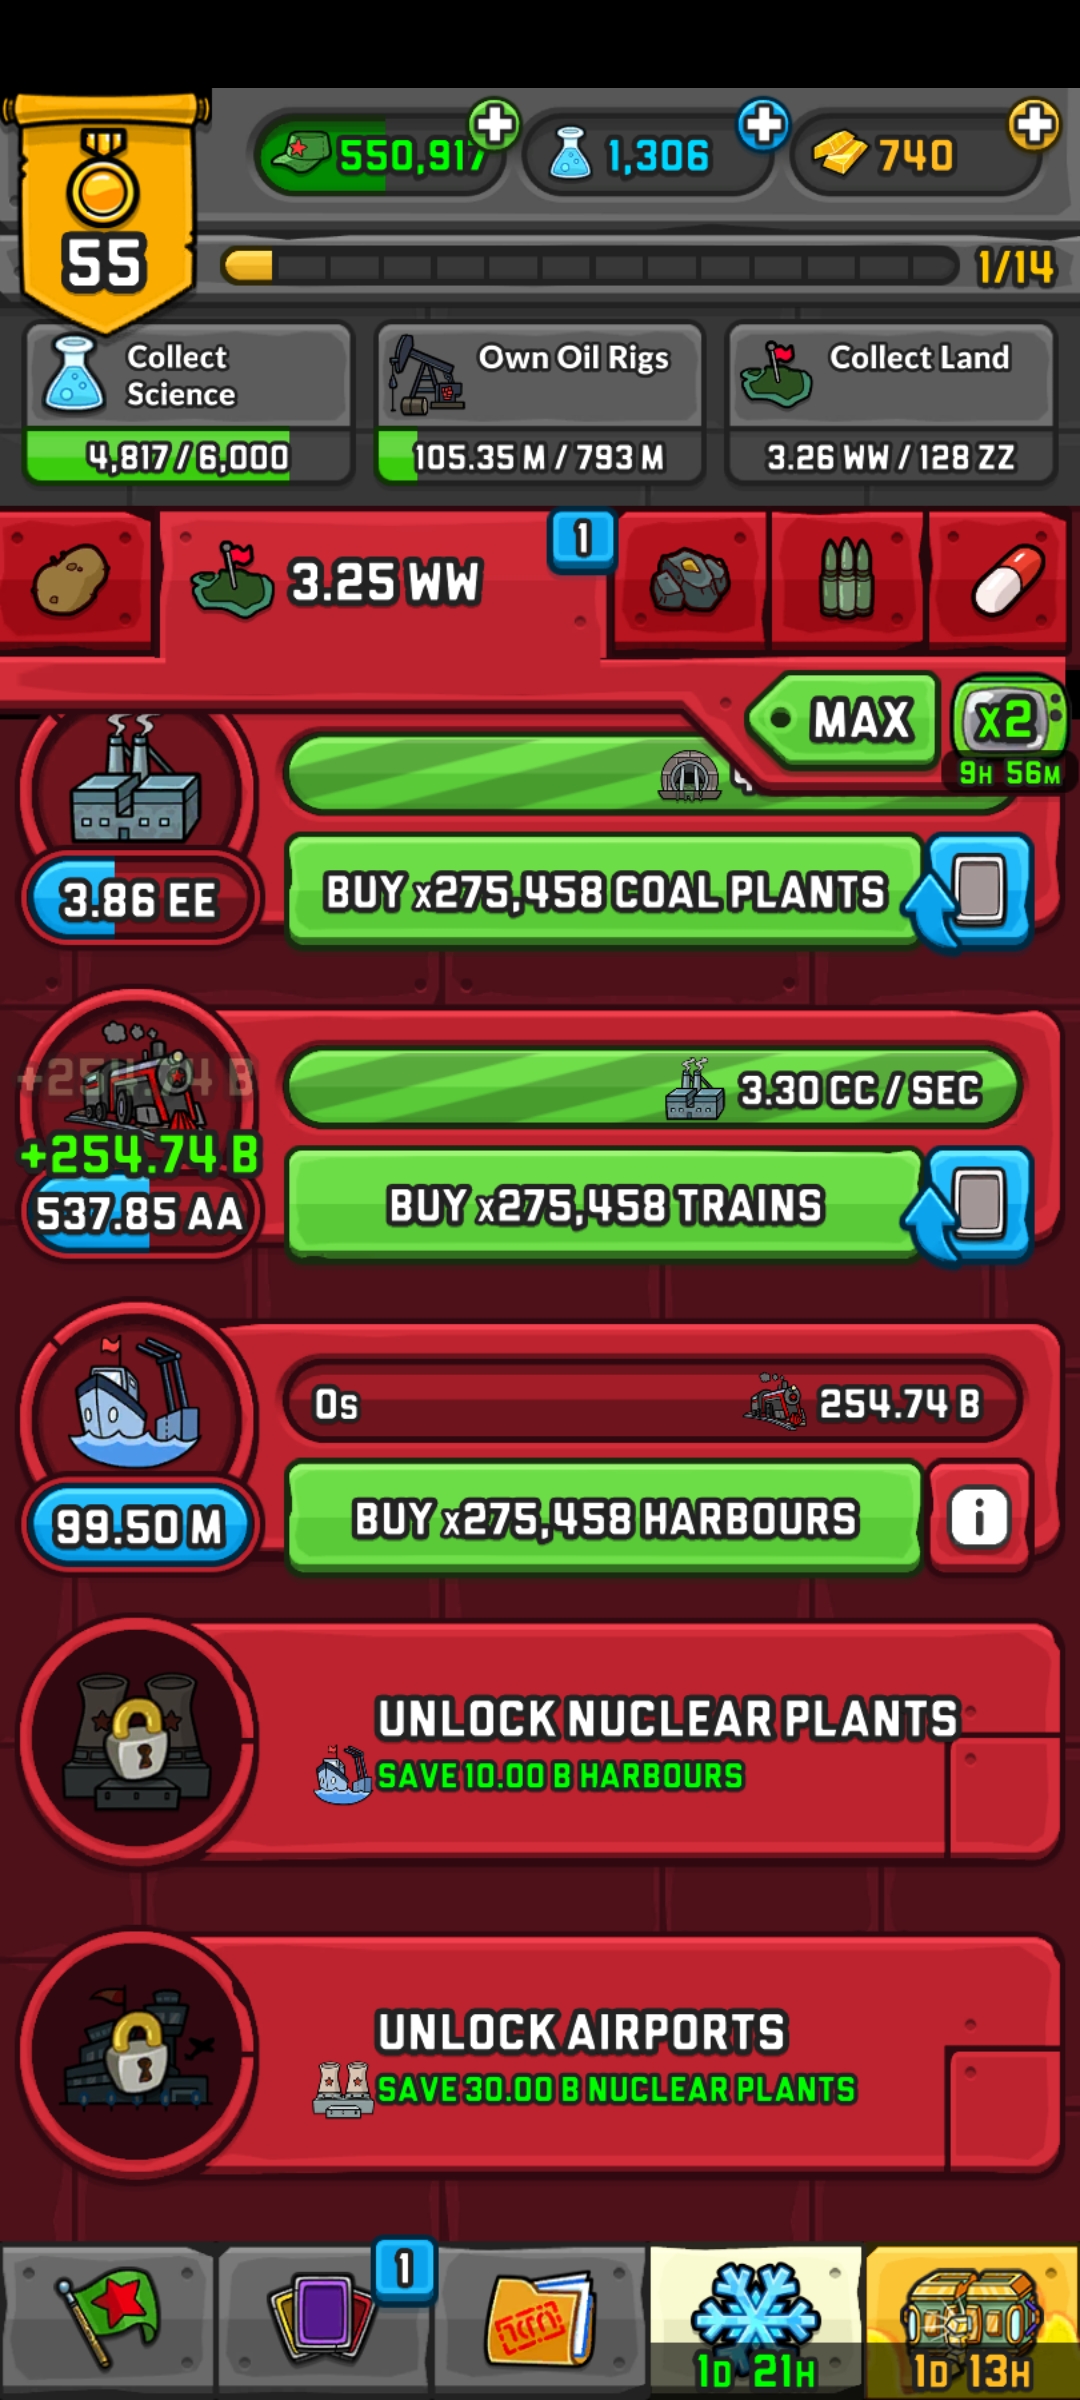 550,917
1,306
740
55
1/14
Collect
Science
4,817 / 6,000
Own Oil Rigs
105.35 M / 793 M
Collect Land
3.26 WW / 128 ZZ
3.25 WW
1
MAX
x2
9H 56M
3.86 EE
BUY x275,458 COAL PLANTS
+254.74 B
3.30 CC / SEC
+254.74 B
537.85 AA
BUY x275,458 TRAINS
0s
254.74 B
99.50 M
BUY x275,458 HARBOURS
i
UNLOCK NUCLEAR PLANTS
SAVE 10.00 B HARBOURS
UNLOCK AIRPORTS
SAVE 30.00 B NUCLEAR PLANTS
1
1D 21H
1D 13H